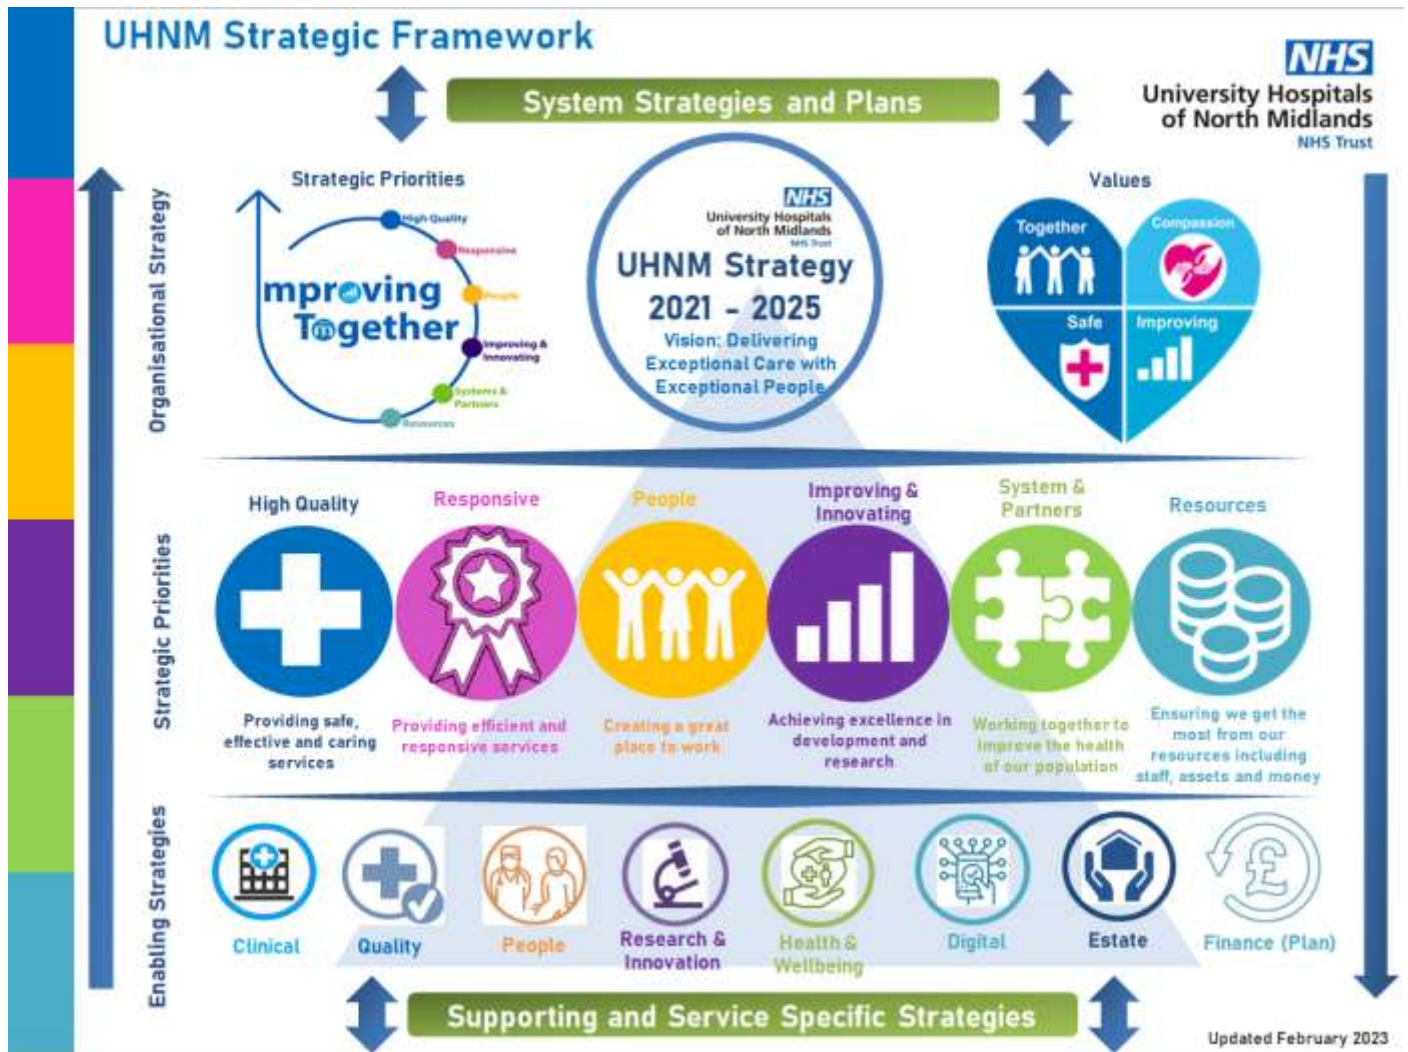 UHNM Strategic Framework
System Strategies and Plans
NHS
University Hospitals
of North Midlands
NHS Trust
Organisational Strategy
Strategic Priorities
High Quality
Responsive
People
Improving &
Innovating
Systems &
Partners
Resources
mproving
Together
NHS
University Hospitals
of North Midlands
NHS Trust
UHNM Strategy
2021 - 2025
Vision: Delivering
Exceptional Care with
Exceptional People
Values
Together
Compassion
Safe
Improving
Strategic Priorities
High Quality
Responsive
People
Improving &
Innovating
System &
Partners
Resources
Providing safe,
effective and caring
services
Providing efficient and
responsive services
Creating a great
place to work
Achieving excellence in
development and
research
Working together to
improve the health
of our population
Ensuring we get the
most from our
resources including
staff, assets and money
Enabling Strategies
Clinical
Quality
People
Research &
Innovation
Health &
Wellbeing
Digital
Estate
£
Finance (Plan)
Supporting and Service Specific Strategies
Updated February 2023